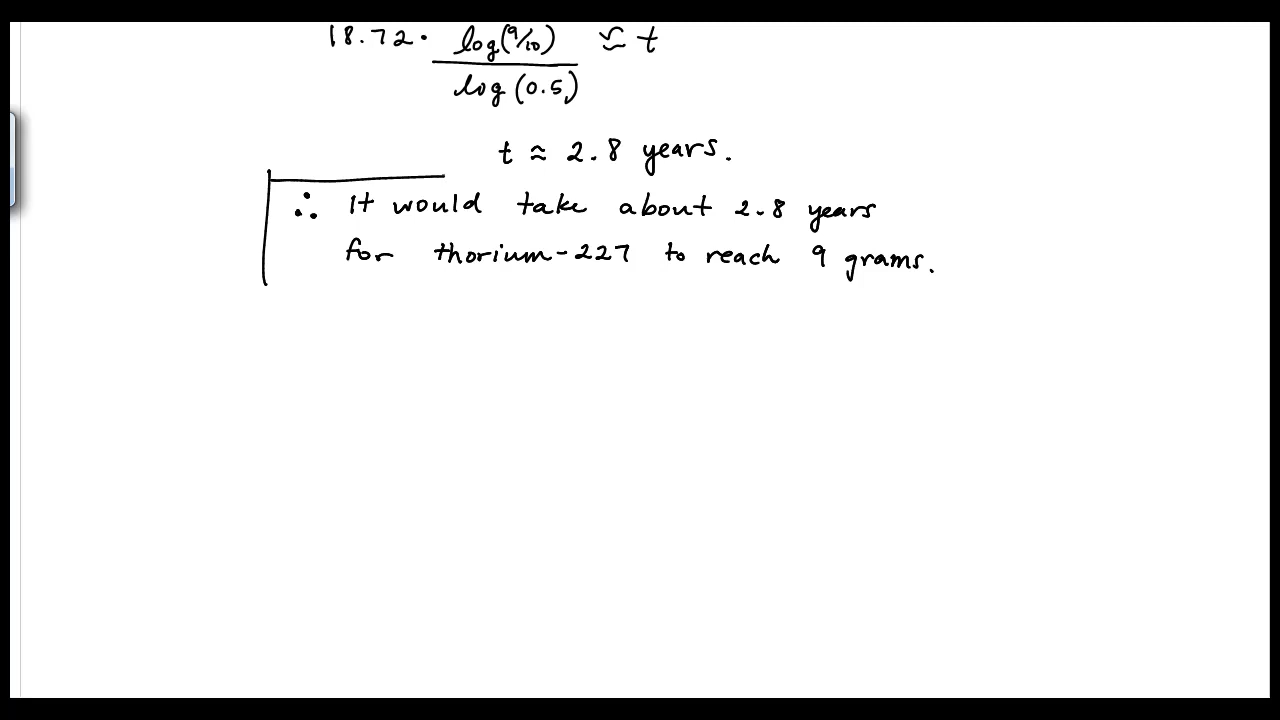 18.72 · log(9/10) / log(0.5) ≈ t
t ≈ 2.8 years.
∴ It would take about 2.8 years
for thorium-227 to reach 9 grams.